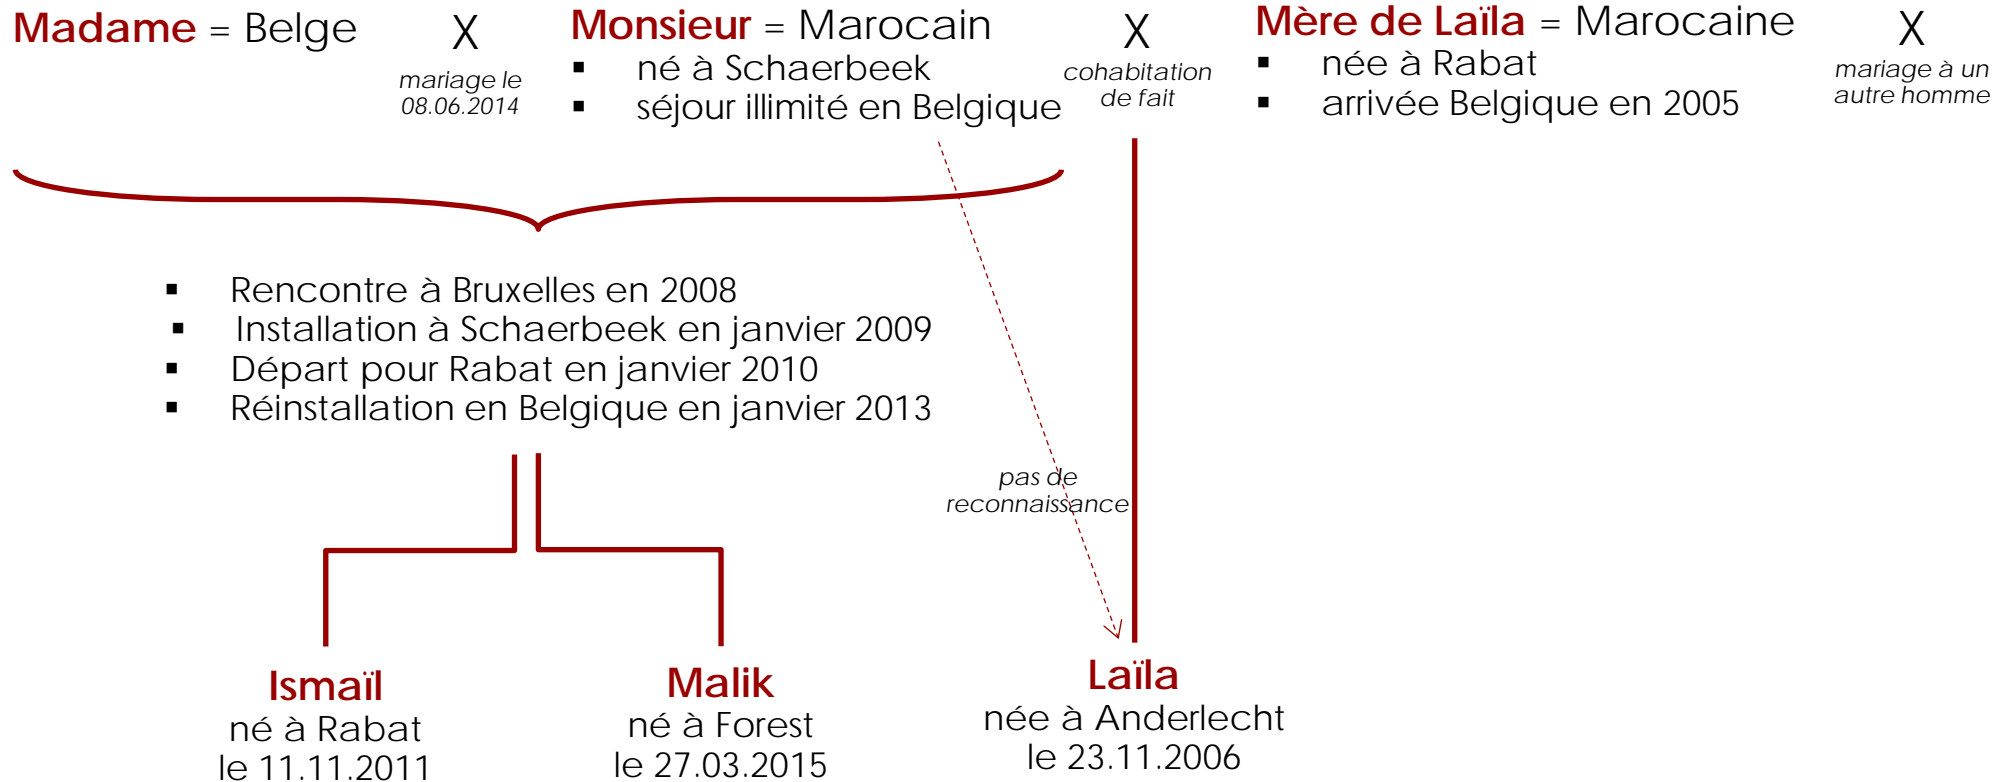 Madame = Belge
X
mariage le
08.06.2014
Monsieur = Marocain
▪ né à Schaerbeek
▪ séjour illimité en Belgique
X
cohabitation
de fait
Mère de Laïla = Marocaine
▪ née à Rabat
▪ arrivée Belgique en 2005
X
mariage à un
autre homme
▪ Rencontre à Bruxelles en 2008
▪ Installation à Schaerbeek en janvier 2009
▪ Départ pour Rabat en janvier 2010
▪ Réinstallation en Belgique en janvier 2013
pas de
reconnaissance
Ismaïl
né à Rabat
le 11.11.2011
Malik
né à Forest
le 27.03.2015
Laïla
née à Anderlecht
le 23.11.2006